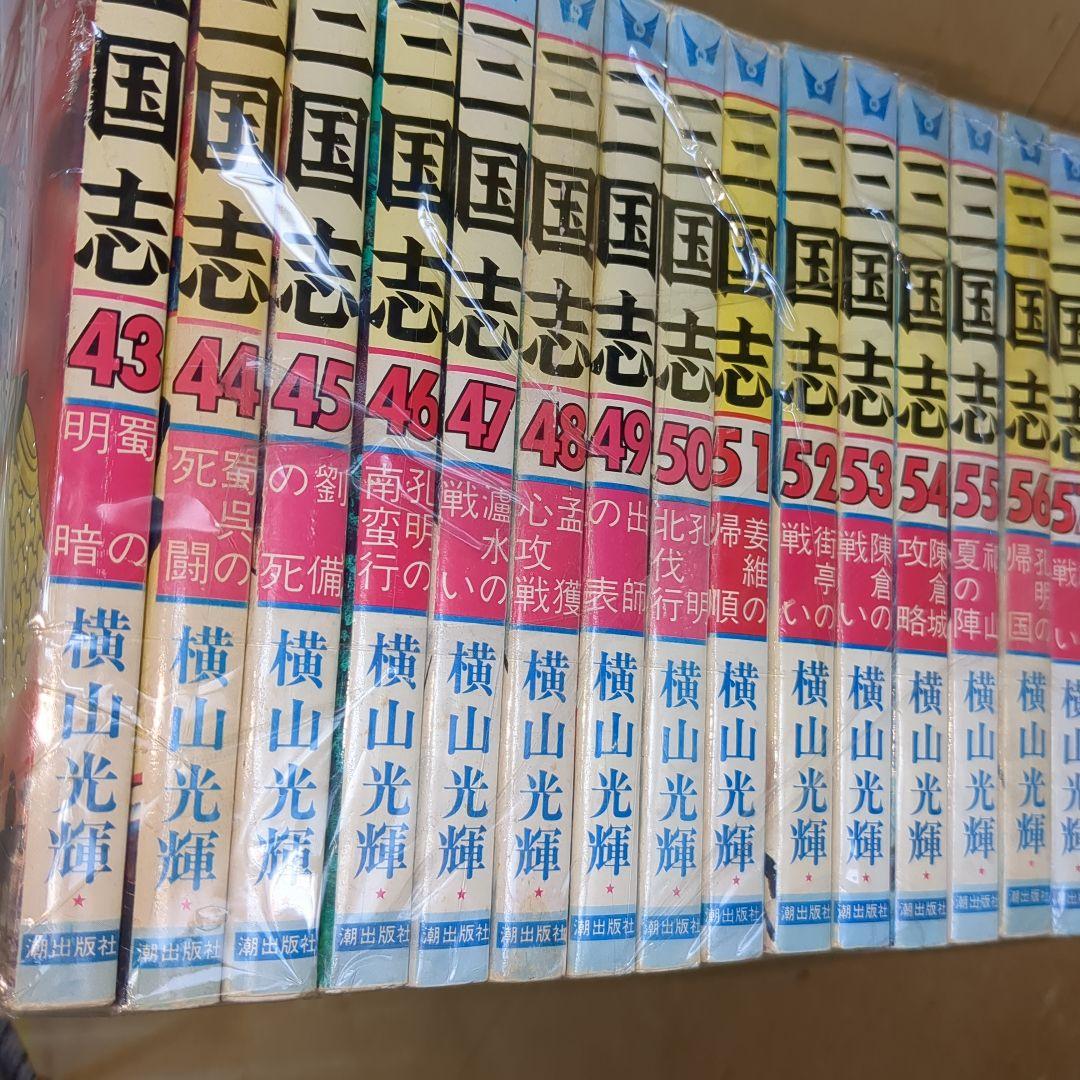 三国志
43
蜀の明暗
横山光輝
潮出版社
三国志
44
蜀呉の死闘
横山光輝
潮出版社
三国志
45
劉備の死
横山光輝
潮出版社
三国志
46
孔明の南蛮行
横山光輝
潮出版社
三国志
47
瀘水の戦い
横山光輝
潮出版社
三国志
48
孟獲心攻戦
横山光輝
潮出版社
三国志
49
出師の表
横山光輝
潮出版社
三国志
50
孔明北伐行
横山光輝
潮出版社
三国志
51
姜維の帰順
横山光輝
潮出版社
三国志
52
街亭の戦い
横山光輝
潮出版社
三国志
53
陳倉の戦い
横山光輝
潮出版社
三国志
54
陳倉城攻略
横山光輝
潮出版社
三国志
55
祁山夏の陣
横山光輝
潮出版社
三国志
56
孔明の帰国
横山光輝
潮出版社
三国志
戦い
横山光輝